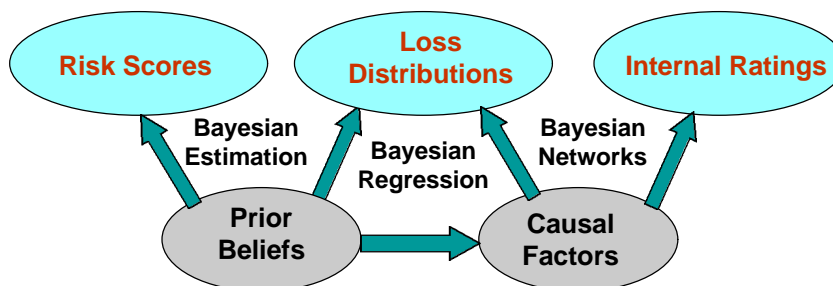 Risk Scores
Loss
Distributions
Internal Ratings
Bayesian
Estimation
Bayesian
Regression
Bayesian
Networks
Prior
Beliefs
Causal
Factors